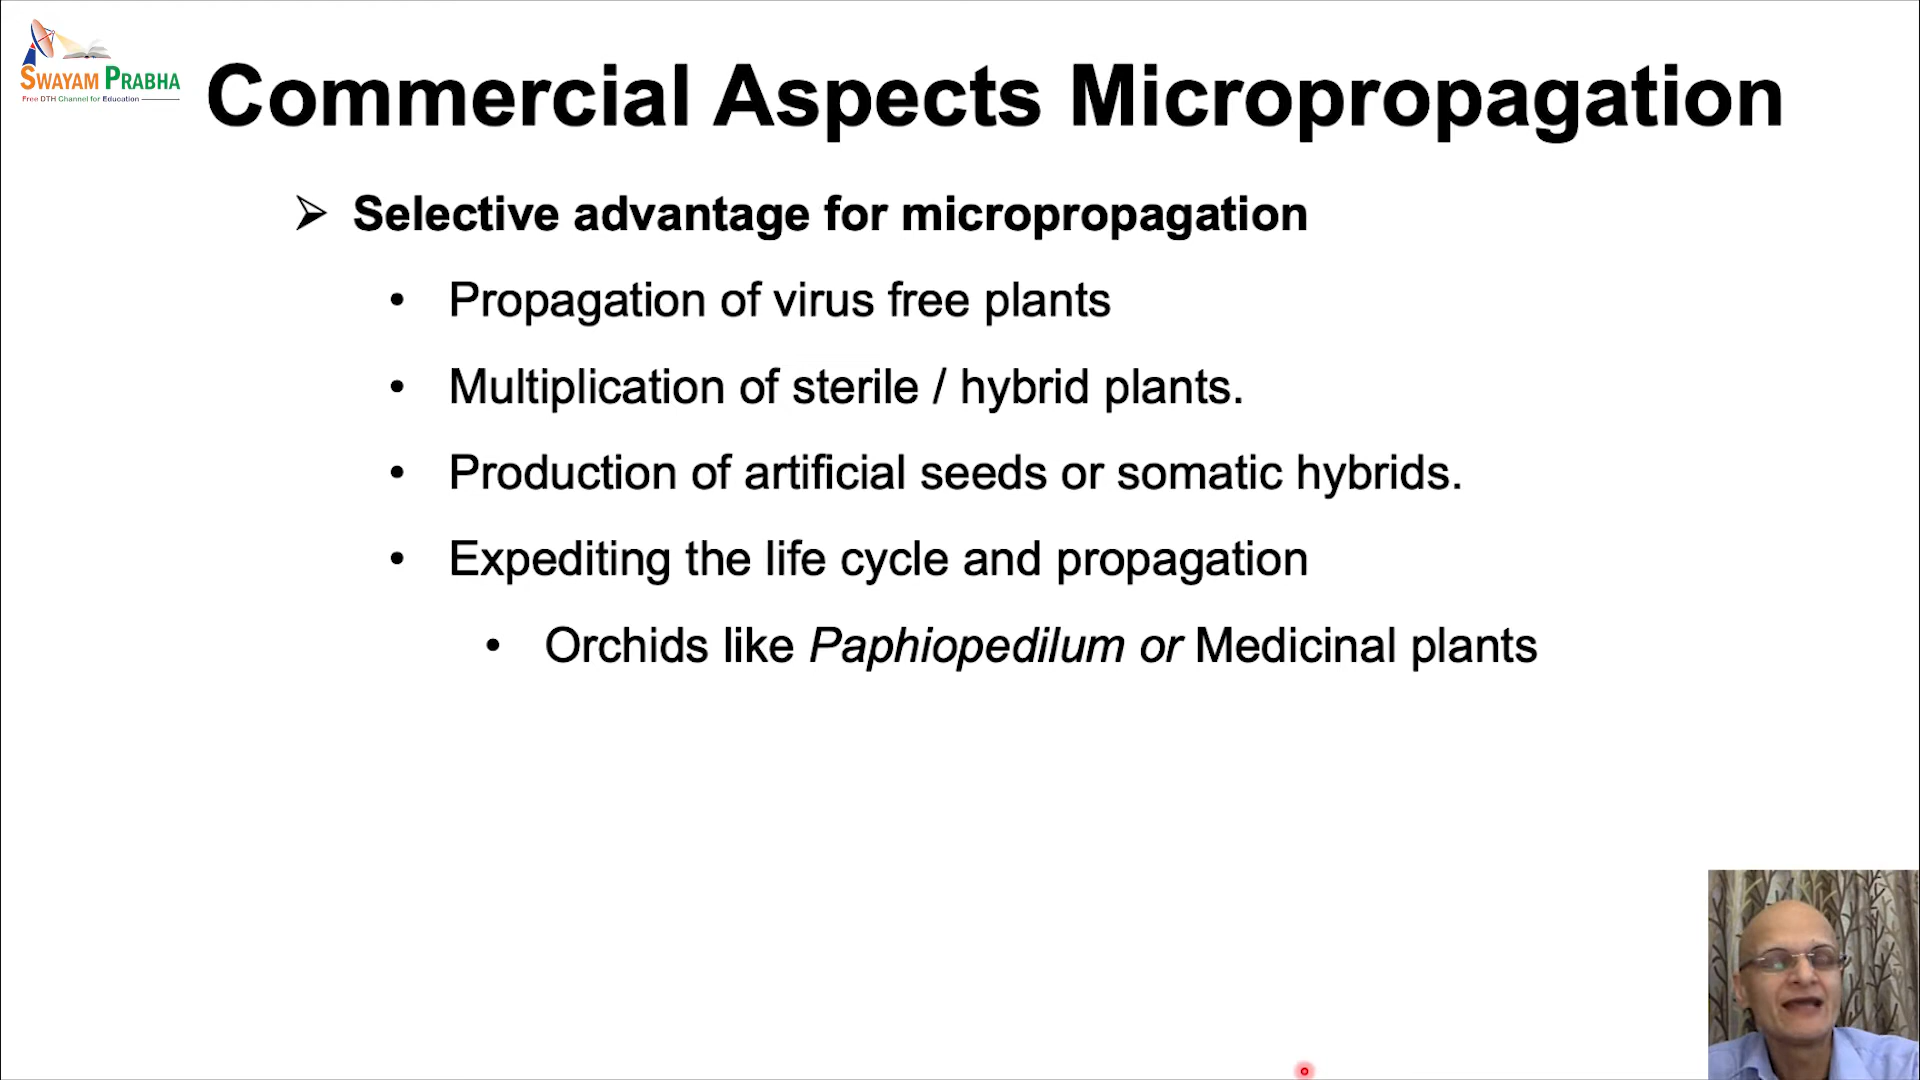 SWAYAM PRABHA
Free DTH Channel for Education
Commercial Aspects Micropropagation
➢ Selective advantage for micropropagation
• Propagation of virus free plants
• Multiplication of sterile / hybrid plants.
• Production of artificial seeds or somatic hybrids.
• Expediting the life cycle and propagation
• Orchids like Paphiopedilum or Medicinal plants